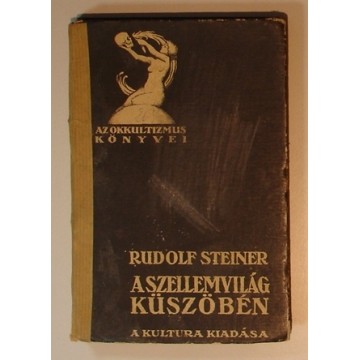 AZ OKKULTIZMUS
KÖNYVEI
RUDOLF STEINER
A SZELLEMVILÁG
KÜSZÖBÉN
A KULTURA KIADÁSA